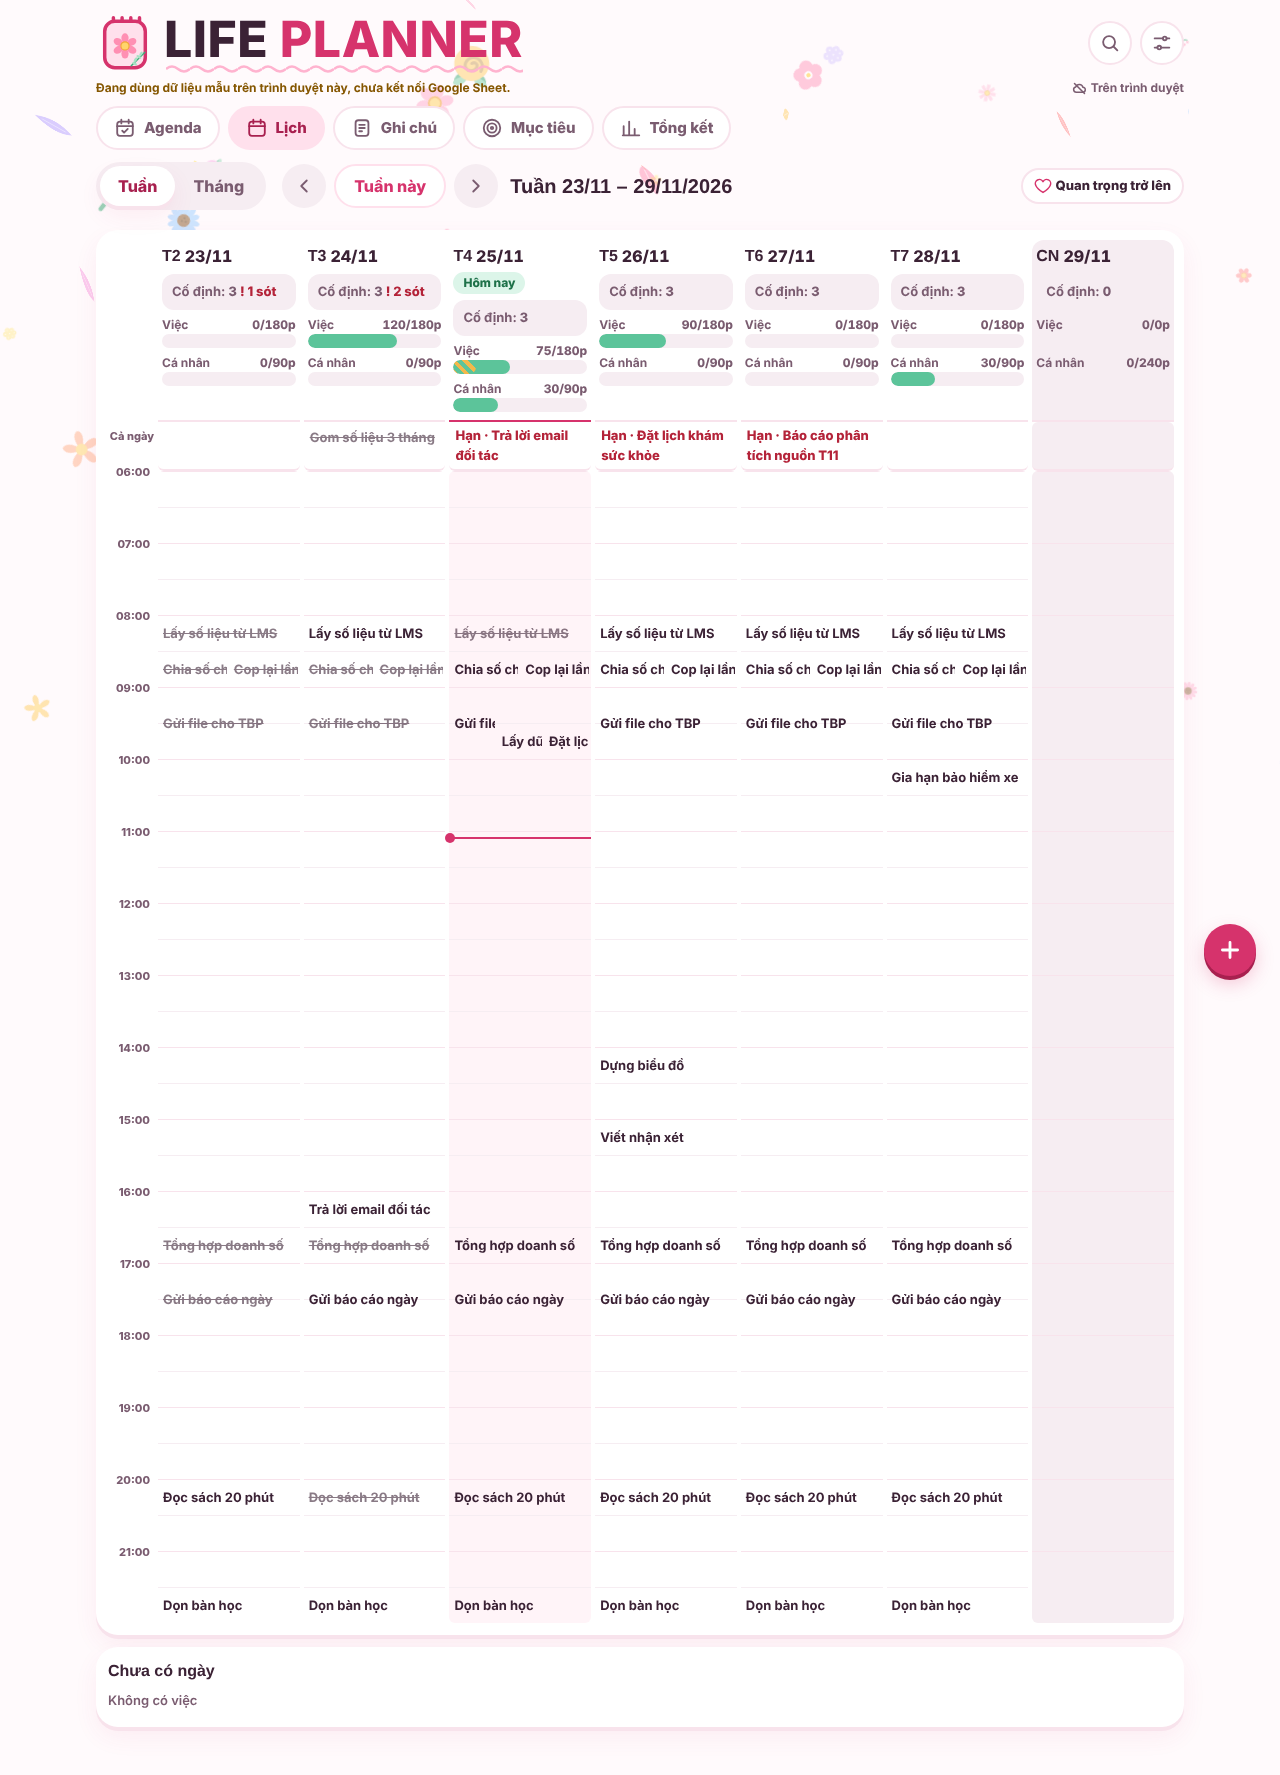 LIFE PLANNER
Đang dùng dữ liệu mẫu trên trình duyệt này, chưa kết nối Google Sheet.
Trên trình duyệt
Agenda Lịch Ghi chú Mục tiêu Tổng kết
Tuần Tháng Tuần này Tuần 23/11 – 29/11/2026 Quan trọng trở lên
T2 23/11 T3 24/11 T4 25/11 T5 26/11 T6 27/11 T7 28/11 CN 29/11
Hôm nay
Cố định: 3 ! 1 sót Cố định: 3 ! 2 sót Cố định: 3 Cố định: 3 Cố định: 3 Cố định: 3 Cố định: 0
Việc 0/180p Việc 120/180p Việc 75/180p Việc 90/180p Việc 0/180p Việc 0/180p Việc 0/0p
Cá nhân 0/90p Cá nhân 0/90p Cá nhân 30/90p Cá nhân 0/90p Cá nhân 0/90p Cá nhân 30/90p Cá nhân 0/240p
Cả ngày Gom số liệu 3 tháng Hạn · Trả lời email Hạn · Đặt lịch khám Hạn · Báo cáo phân
đối tác sức khỏe tích nguồn T11
06:00
07:00
08:00
Lấy số liệu từ LMS Lấy số liệu từ LMS Lấy số liệu từ LMS Lấy số liệu từ LMS Lấy số liệu từ LMS Lấy số liệu từ LMS
Chia số ch Cop lại lần Chia số ch Cop lại lần Chia số ch Cop lại lần Chia số ch Cop lại lần Chia số ch Cop lại lần Chia số ch Cop lại lần
09:00
Gửi file cho TBP Gửi file cho TBP Gửi file Gửi file cho TBP Gửi file cho TBP Gửi file cho TBP
Lấy dữ Đặt lịc
10:00
Gia hạn bảo hiểm xe
11:00
12:00
13:00
14:00
Dựng biểu đồ
15:00
Viết nhận xét
16:00
Trả lời email đối tác
Tổng hợp doanh số Tổng hợp doanh số Tổng hợp doanh số Tổng hợp doanh số Tổng hợp doanh số Tổng hợp doanh số
17:00
Gửi báo cáo ngày Gửi báo cáo ngày Gửi báo cáo ngày Gửi báo cáo ngày Gửi báo cáo ngày Gửi báo cáo ngày
18:00
19:00
20:00
Đọc sách 20 phút Đọc sách 20 phút Đọc sách 20 phút Đọc sách 20 phút Đọc sách 20 phút Đọc sách 20 phút
21:00
Dọn bàn học Dọn bàn học Dọn bàn học Dọn bàn học Dọn bàn học Dọn bàn học
Chưa có ngày
Không có việc